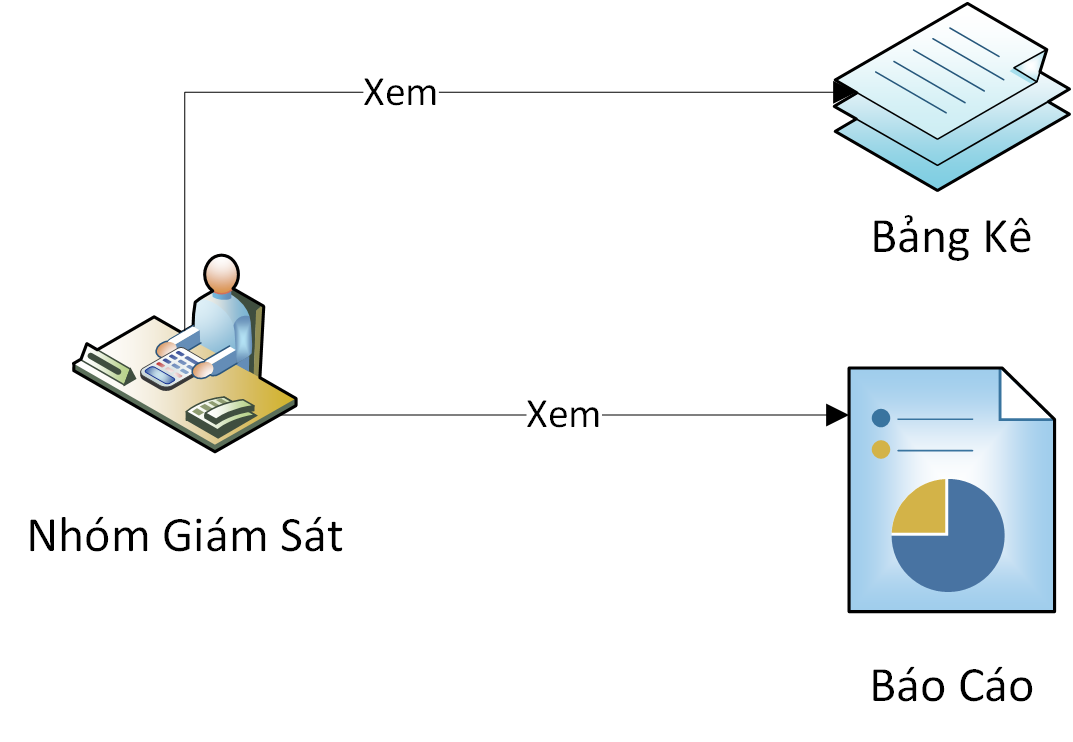 Xem
Bảng Kê
Xem
Nhóm Giám Sát
Báo Cáo